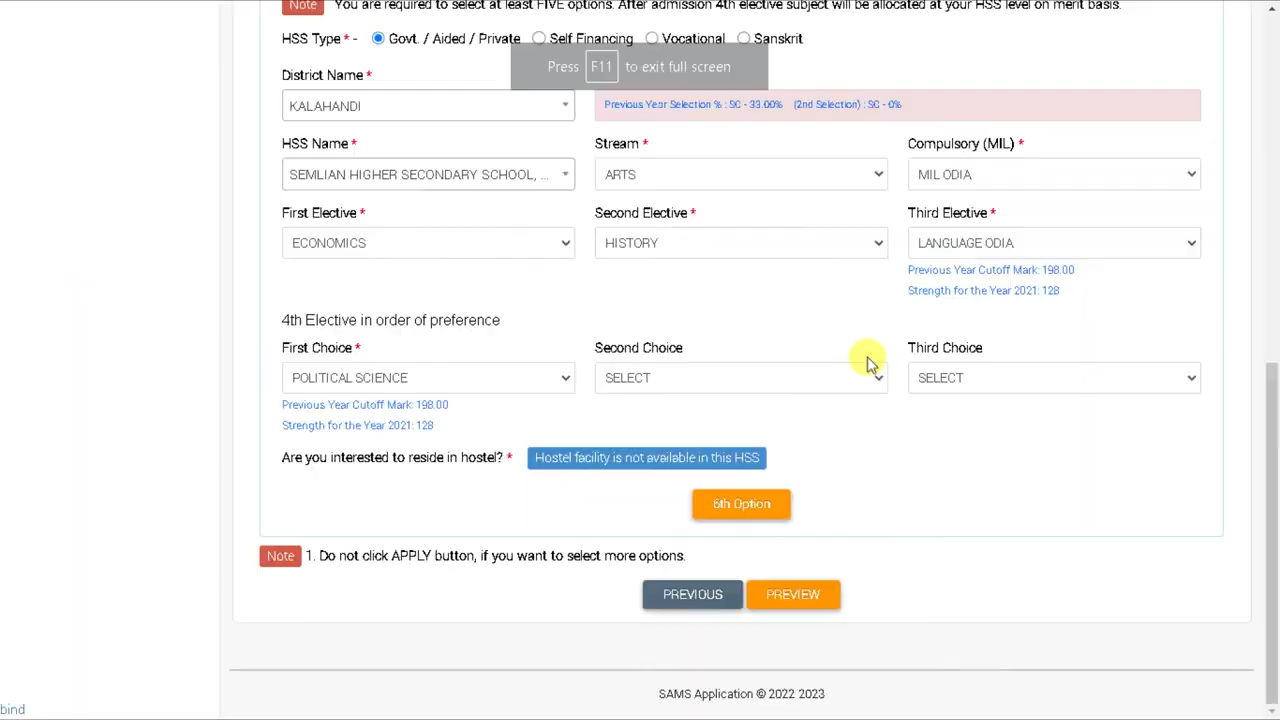 Note You are required to select at least FIVE options. After admission 4th elective subject will be allocated at your HSS level on merit basis.
HSS Type * - Govt. / Aided / Private Self Financing Vocational Sanskrit
Press F11 to exit full screen
District Name *
KALAHANDI Previous Year Selection % : SC - 33.00% (2nd Selection) : SC - 0%
HSS Name * Stream * Compulsory (MIL) *
SEMLIAN HIGHER SECONDARY SCHOOL, ... ARTS MIL ODIA
First Elective * Second Elective * Third Elective *
ECONOMICS HISTORY LANGUAGE ODIA
Previous Year Cutoff Mark: 198.00
Strength for the Year 2021: 128
4th Elective in order of preference
First Choice * Second Choice Third Choice
POLITICAL SCIENCE SELECT SELECT
Previous Year Cutoff Mark: 198.00
Strength for the Year 2021: 128
Are you interested to reside in hostel? * Hostel facility is not available in this HSS
6th Option
Note 1. Do not click APPLY button, if you want to select more options.
PREVIOUS PREVIEW
SAMS Application © 2022 2023
bind